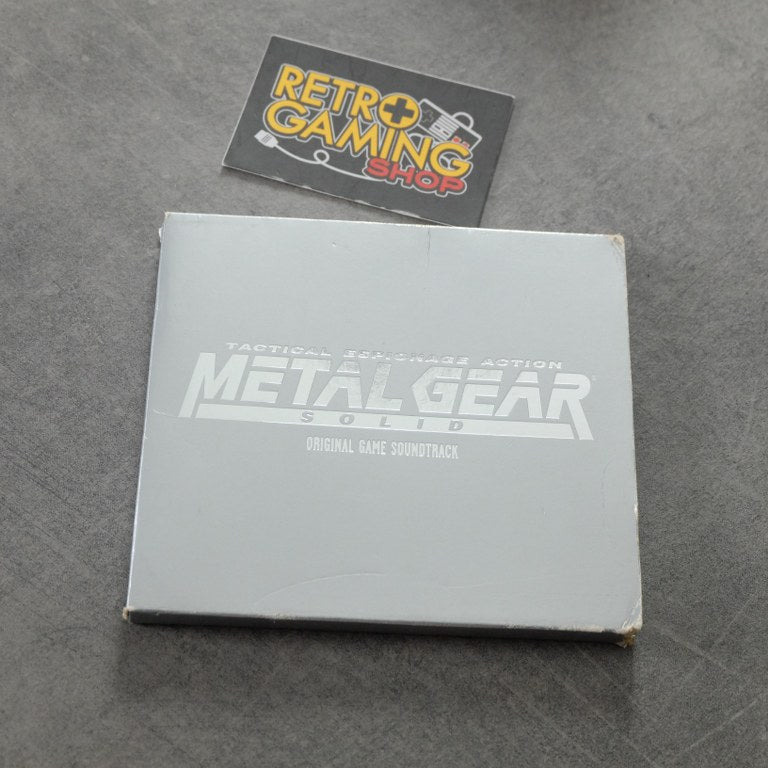 RETRO
GAMING
SHOP
TACTICAL ESPIONAGE ACTION
METAL GEAR
SOLID
ORIGINAL GAME SOUNDTRACK